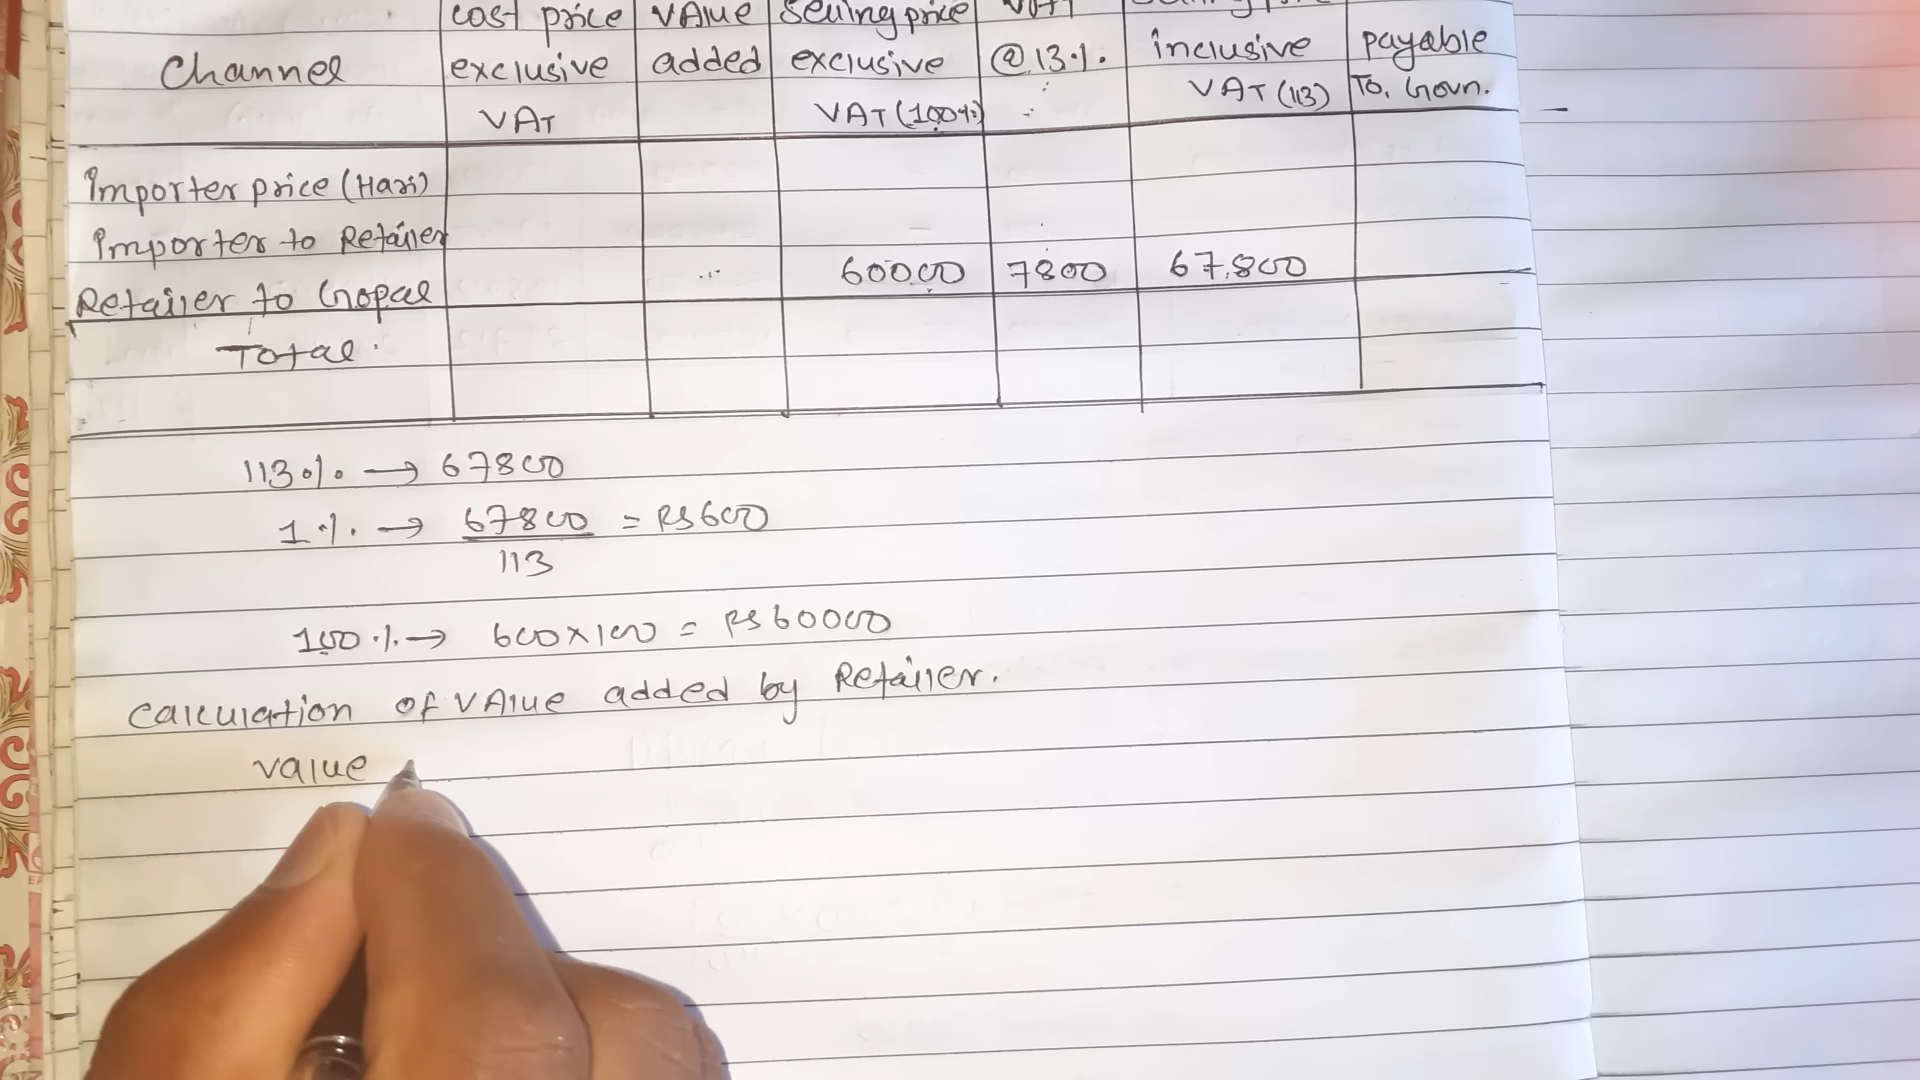 cost price value selling price
Channel exclusive added exclusive @13% inclusive payable
VAT VAT (100%) VAT (113) To. Govn.
Importer price (Hari)
Importer to Retailer
Retailer to Gopal 60000 7800 67,800
Total
113% → 67800
1% → 67800 = Rs 600
113
100% → 600×100 = Rs 60000
calculation of value added by Retailer.
value